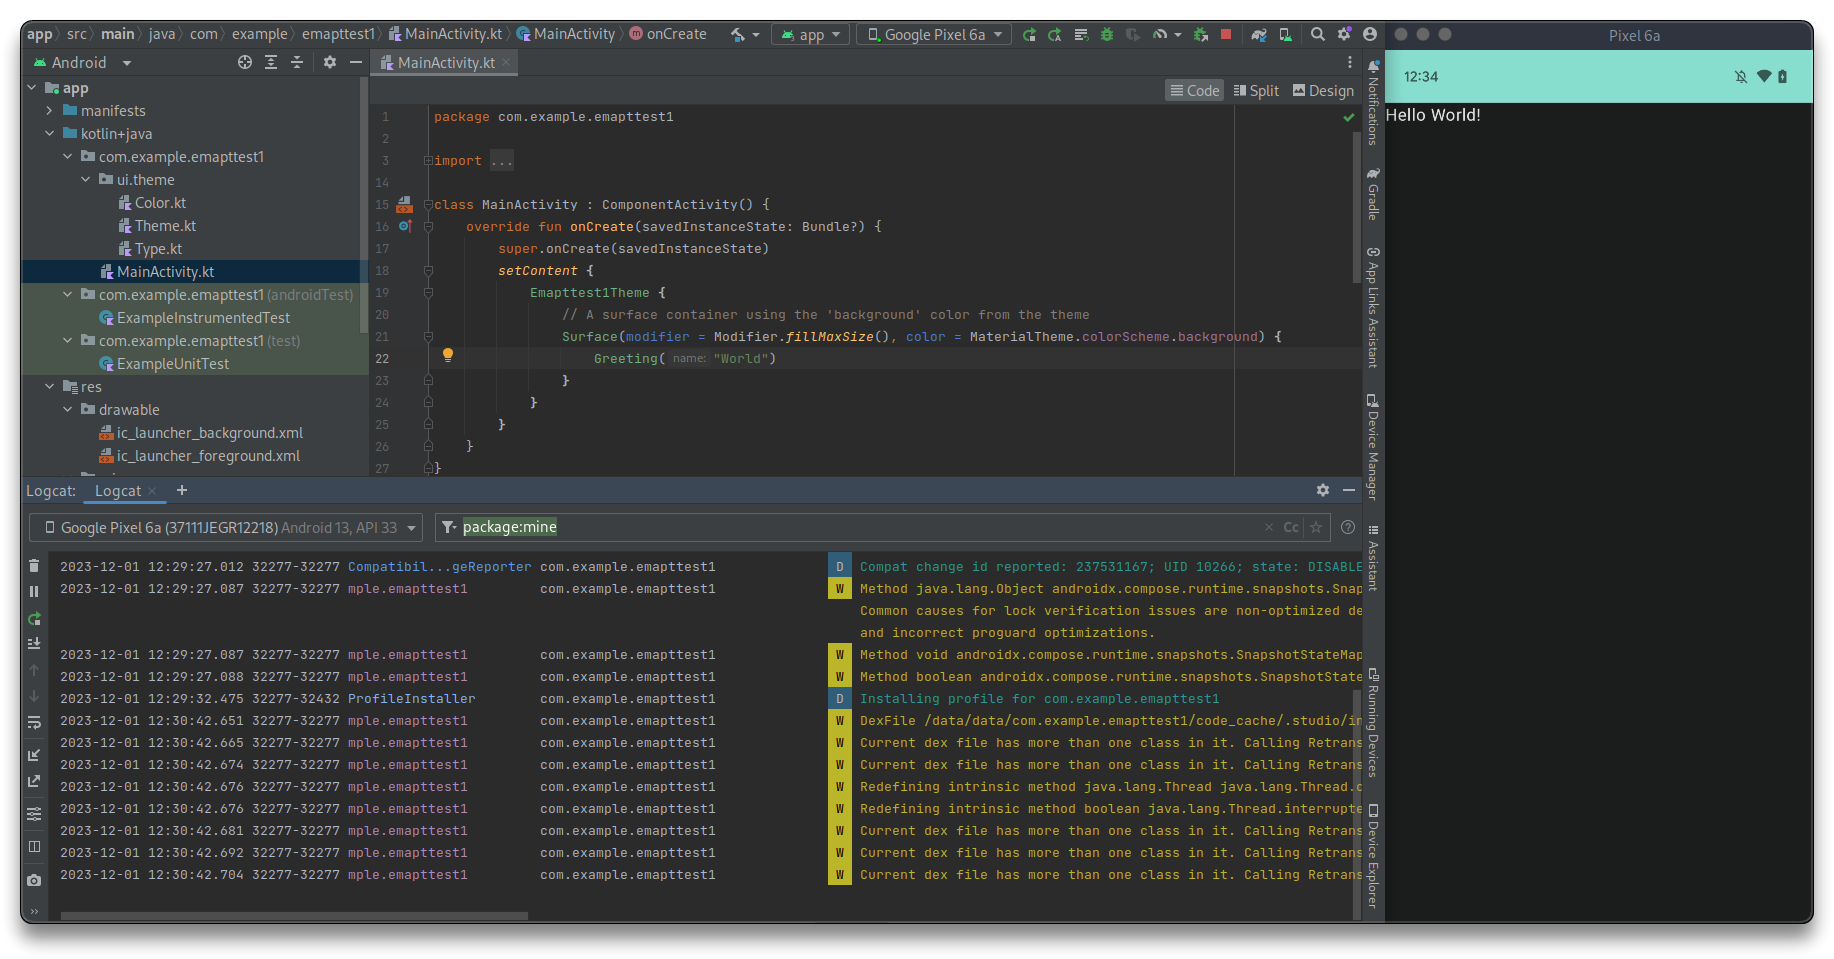 app src main java com example emapttest1 MainActivity.kt MainActivity onCreate app Google Pixel 6a
Pixel 6a
Android
MainActivity.kt
Code Split Design
app
manifests
kotlin+java
com.example.emapttest1
ui.theme
Color.kt
Theme.kt
Type.kt
MainActivity.kt
com.example.emapttest1 (androidTest)
ExampleInstrumentedTest
com.example.emapttest1 (test)
ExampleUnitTest
res
drawable
ic_launcher_background.xml
ic_launcher_foreground.xml
1 package com.example.emapttest1
2
3 import ...
14
15 class MainActivity : ComponentActivity() {
16 override fun onCreate(savedInstanceState: Bundle?) {
17 super.onCreate(savedInstanceState)
18 setContent {
19 Emapttest1Theme {
20 // A surface container using the 'background' color from the theme
21 Surface(modifier = Modifier.fillMaxSize(), color = MaterialTheme.colorScheme.background) {
22 Greeting( name: "World")
23 }
24 }
25 }
26 }
27 }
Notifications
Gradle
App Links Assistant
Device Manager
Assistant
Running Devices
Device Explorer
12:34
Hello World!
Logcat: Logcat +
Google Pixel 6a (37111JEGR12218) Android 13, API 33
package:mine
Cc
2023-12-01 12:29:27.012 32277-32277 Compatibil...geReporter com.example.emapttest1 D Compat change id reported: 237531167; UID 10266; state: DISABLE
2023-12-01 12:29:27.087 32277-32277 mple.emapttest1 com.example.emapttest1 W Method java.lang.Object androidx.compose.runtime.snapshots.Snap
Common causes for lock verification issues are non-optimized de
and incorrect proguard optimizations.
2023-12-01 12:29:27.087 32277-32277 mple.emapttest1 com.example.emapttest1 W Method void androidx.compose.runtime.snapshots.SnapshotStateMap
2023-12-01 12:29:27.088 32277-32277 mple.emapttest1 com.example.emapttest1 W Method boolean androidx.compose.runtime.snapshots.SnapshotState
2023-12-01 12:29:32.475 32277-32432 ProfileInstaller com.example.emapttest1 D Installing profile for com.example.emapttest1
2023-12-01 12:30:42.651 32277-32277 mple.emapttest1 com.example.emapttest1 W DexFile /data/data/com.example.emapttest1/code_cache/.studio/in
2023-12-01 12:30:42.665 32277-32277 mple.emapttest1 com.example.emapttest1 W Current dex file has more than one class in it. Calling Retrans
2023-12-01 12:30:42.674 32277-32277 mple.emapttest1 com.example.emapttest1 W Current dex file has more than one class in it. Calling Retrans
2023-12-01 12:30:42.676 32277-32277 mple.emapttest1 com.example.emapttest1 W Redefining intrinsic method java.lang.Thread java.lang.Thread.c
2023-12-01 12:30:42.676 32277-32277 mple.emapttest1 com.example.emapttest1 W Redefining intrinsic method boolean java.lang.Thread.interrupte
2023-12-01 12:30:42.681 32277-32277 mple.emapttest1 com.example.emapttest1 W Current dex file has more than one class in it. Calling Retrans
2023-12-01 12:30:42.692 32277-32277 mple.emapttest1 com.example.emapttest1 W Current dex file has more than one class in it. Calling Retrans
2023-12-01 12:30:42.704 32277-32277 mple.emapttest1 com.example.emapttest1 W Current dex file has more than one class in it. Calling Retrans